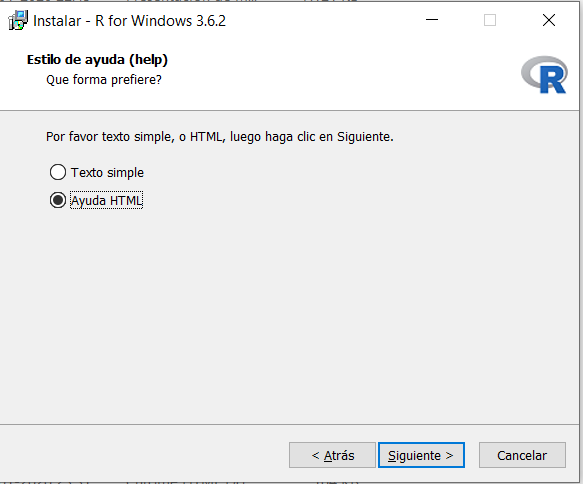 Instalar - R for Windows 3.6.2
Estilo de ayuda (help)
Que forma prefiere?
R
Por favor texto simple, o HTML, luego haga clic en Siguiente.
Texto simple
Ayuda HTML
< Atrás
Siguiente >
Cancelar